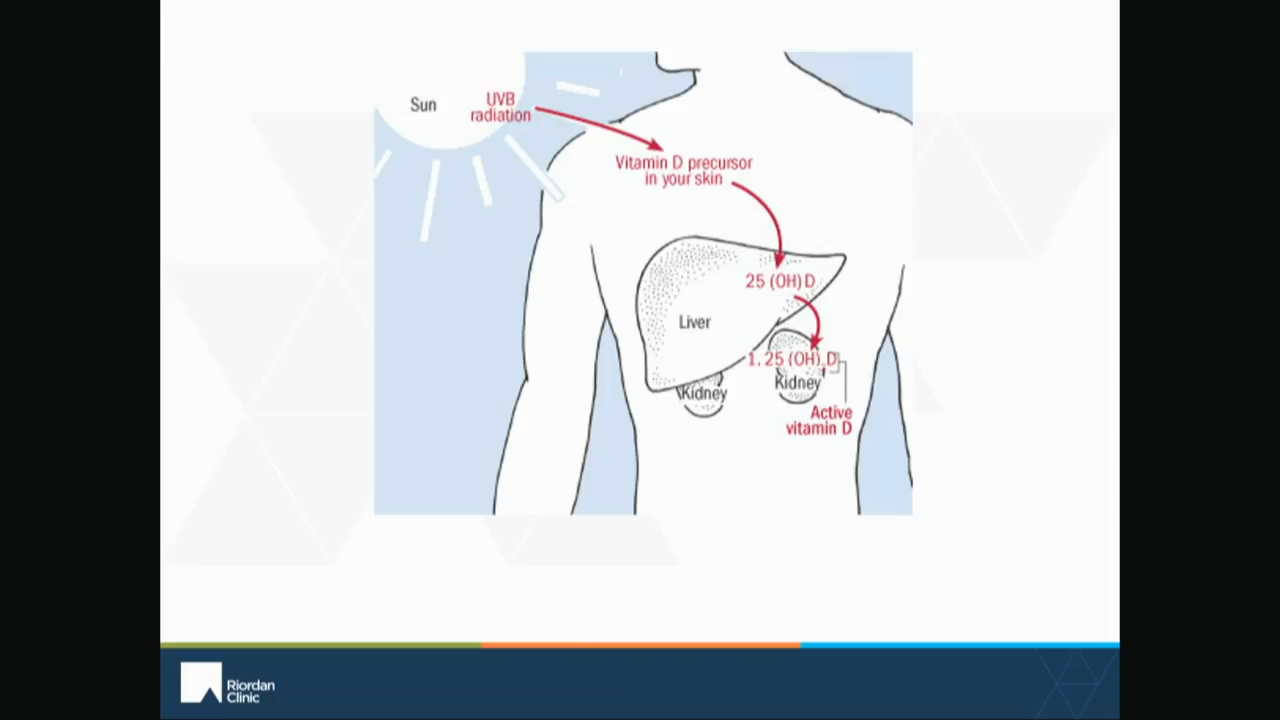 Sun
UVB
radiation
Vitamin D precursor
in your skin
25 (OH) D
Liver
1, 25 (OH) D
Kidney
Kidney
Active
vitamin D
Riordan
Clinic